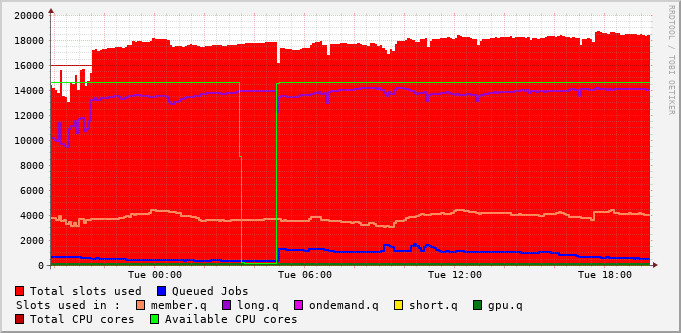 20000
18000
16000
14000
12000
10000
8000
6000
4000
2000
0
Tue 00:00 Tue 06:00 Tue 12:00 Tue 18:00
RRDTOOL / TOBI OETIKER
Total slots used Queued Jobs
Slots used in : member.q long.q ondemand.q short.q gpu.q
Total CPU cores Available CPU cores